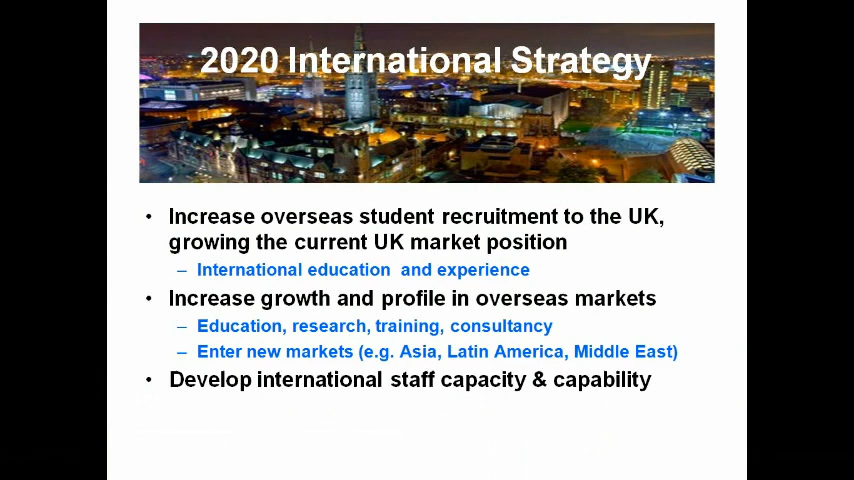 2020 International Strategy
• Increase overseas student recruitment to the UK,
growing the current UK market position
– International education and experience
• Increase growth and profile in overseas markets
– Education, research, training, consultancy
– Enter new markets (e.g. Asia, Latin America, Middle East)
• Develop international staff capacity & capability